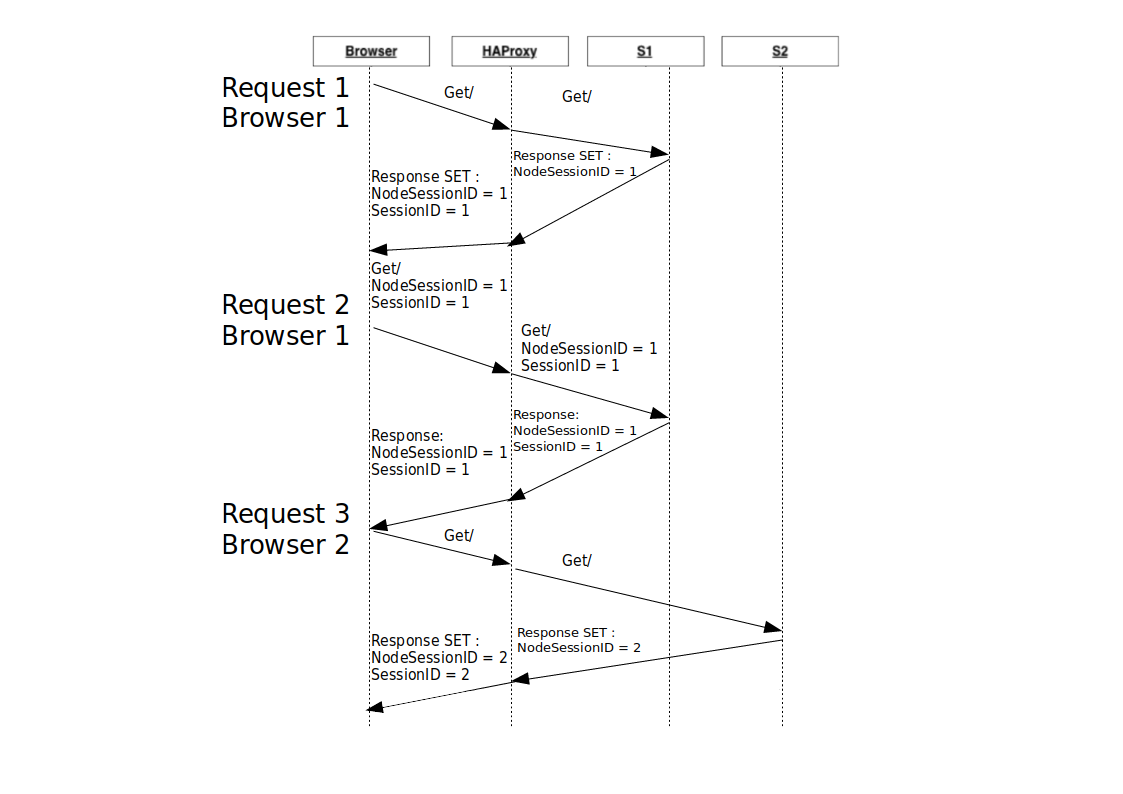 Browser
HAProxy
S1
S2
Request 1
Browser 1
Get/
Get/
Response SET :
NodeSessionID = 1
Response SET :
NodeSessionID = 1
SessionID = 1
Get/
NodeSessionID = 1
SessionID = 1
Request 2
Browser 1
Get/
NodeSessionID = 1
SessionID = 1
Response:
NodeSessionID = 1
SessionID = 1
Response:
NodeSessionID = 1
SessionID = 1
Request 3
Browser 2
Get/
Get/
Response SET :
NodeSessionID = 2
Response SET :
NodeSessionID = 2
SessionID = 2